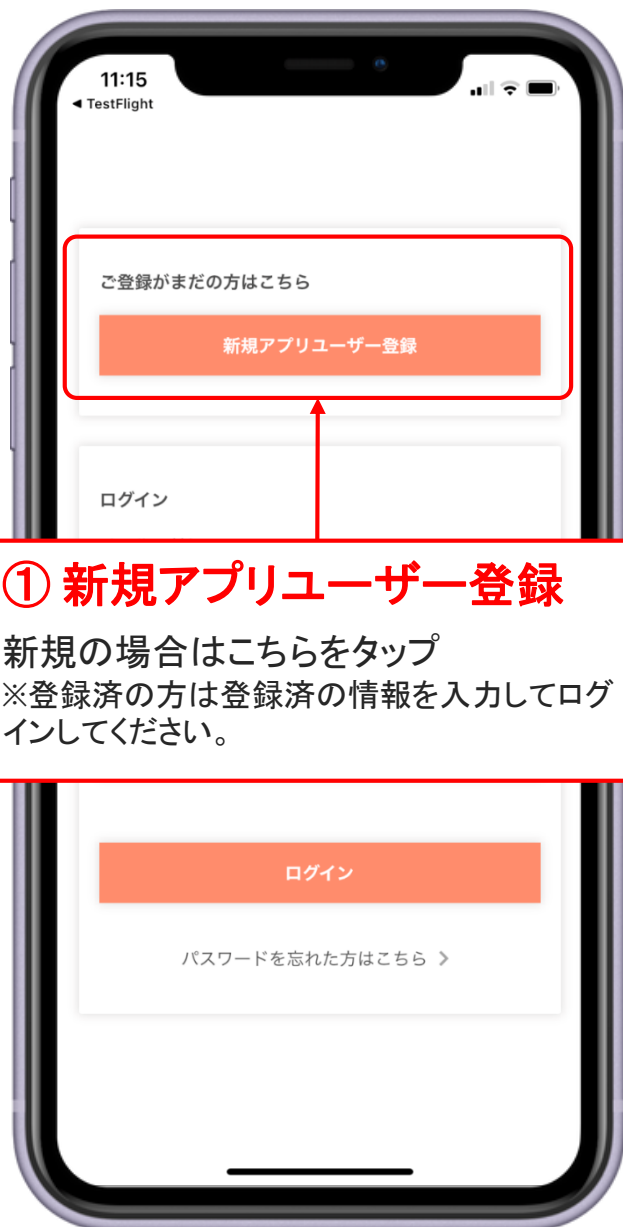 11:15
◀ TestFlight
ご登録がまだの方はこちら
新規アプリユーザー登録
ログイン
① 新規アプリユーザー登録
新規の場合はこちらをタップ
※登録済の方は登録済の情報を入力してログ
インしてください。
ログイン
パスワードを忘れた方はこちら >